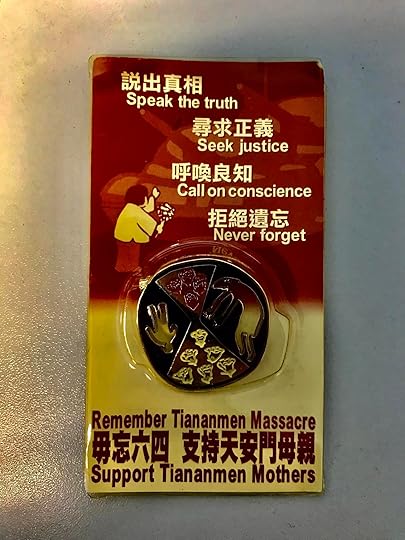 說出真相
Speak the truth
尋求正義
Seek justice
呼喚良知
Call on conscience
拒絕遺忘
Never forget
Remember Tiananmen Massacre
毋忘六四 支持天安門母親
Support Tiananmen Mothers